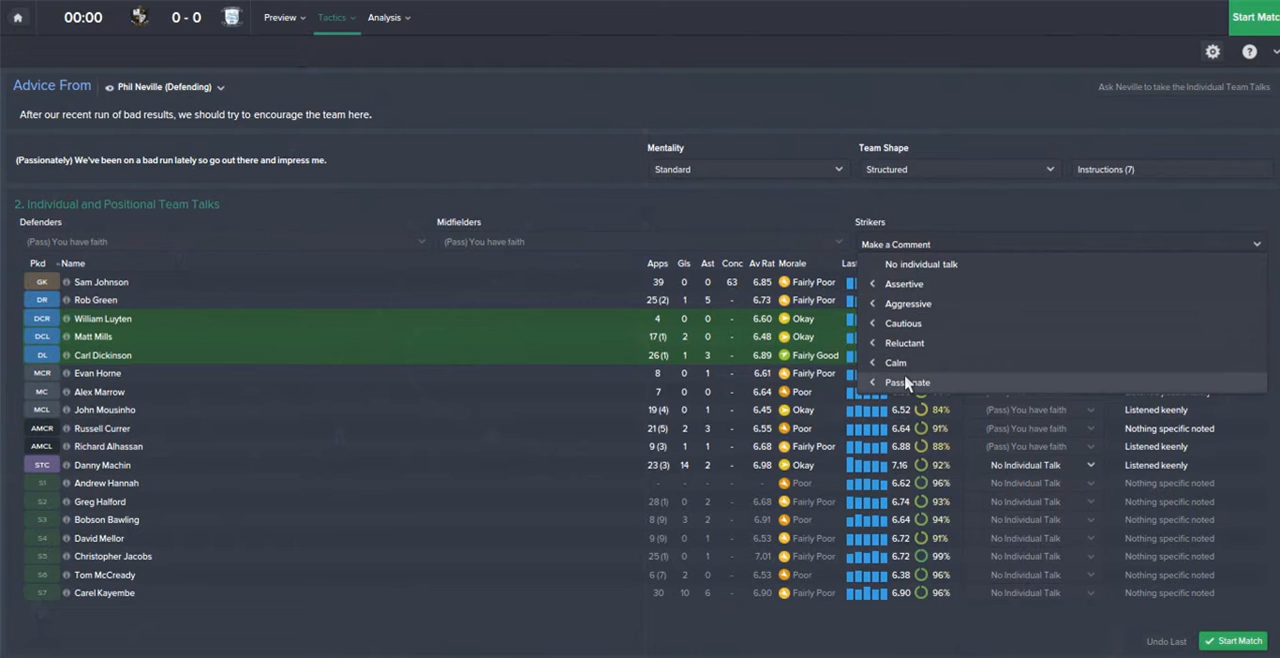 00:00 0 - 0 Preview Tactics Analysis Start Matc
Advice From Phil Neville (Defending) Ask Neville to take the Individual Team Talks
After our recent run of bad results, we should try to encourage the team here.
Mentality Team Shape
(Passionately) We've been on a bad run lately so go out there and impress me.
Standard Structured Instructions (7)
2. Individual and Positional Team Talks
Defenders Midfielders Strikers
(Pass) You have faith (Pass) You have faith Make a Comment
Pkd Name Apps Gls Ast Conc Av Rat Morale Las
No individual talk
Assertive
Aggressive
Cautious
Reluctant
Calm
Passionate
GK Sam Johnson 39 0 0 63 6.85 Fairly Poor
DR Rob Green 25 (2) 1 5 - 6.73 Fairly Poor
DCR William Luyten 4 0 0 - 6.60 Okay
DCL Matt Mills 17 (1) 2 0 - 6.48 Okay
DL Carl Dickinson 26 (1) 1 3 - 6.89 Fairly Good
MCR Evan Horne 8 0 1 - 6.61 Fairly Poor
MC Alex Marrow 7 0 0 - 6.64 Poor
MCL John Mousinho 19 (4) 0 1 - 6.45 Okay 6.52 84% (Pass) You have faith Listened keenly
AMCR Russell Currer 21 (5) 2 3 - 6.55 Poor 6.64 91% (Pass) You have faith Nothing specific noted
AMCL Richard Alhassan 9 (3) 1 1 - 6.68 Fairly Poor 6.88 88% (Pass) You have faith Listened keenly
STC Danny Machin 23 (3) 14 2 - 6.98 Okay 7.16 92% No Individual Talk Listened keenly
S1 Andrew Hannah - - - - - Poor 6.62 96% No Individual Talk Nothing specific noted
S2 Greg Halford 28 (1) 0 2 - 6.68 Fairly Poor 6.74 93% No Individual Talk Nothing specific noted
S3 Bobson Bawling 8 (9) 3 2 - 6.91 Poor 6.64 94% No Individual Talk Nothing specific noted
S4 David Mellor 9 (9) 0 1 - 6.53 Fairly Poor 6.72 91% No Individual Talk Nothing specific noted
S5 Christopher Jacobs 25 (1) 0 1 - 7.01 Fairly Poor 6.72 99% No Individual Talk Nothing specific noted
S6 Tom McCready 6 (7) 2 0 - 6.53 Poor 6.38 96% No Individual Talk Nothing specific noted
S7 Carel Kayembe 30 10 6 - 6.90 Fairly Poor 6.90 96% No Individual Talk Nothing specific noted
Undo Last Start Match